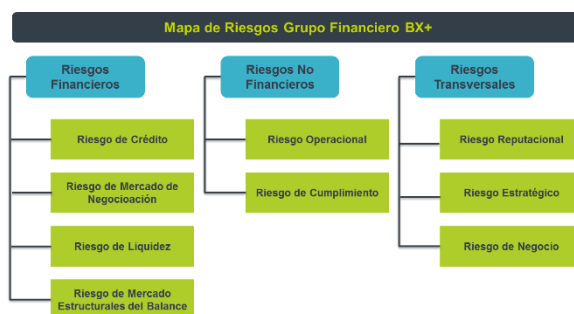 Mapa de Riesgos Grupo Financiero BX+
Riesgos
Financieros
Riesgo de Crédito
Riesgo de Mercado de
Negocioación
Riesgo de Liquidez
Riesgo de Mercado
Estructurales del Balance
Riesgos No
Financieros
Riesgo Operacional
Riesgo de Cumplimiento
Riesgos
Transversales
Riesgo Reputacional
Riesgo Estratégico
Riesgo de Negocio